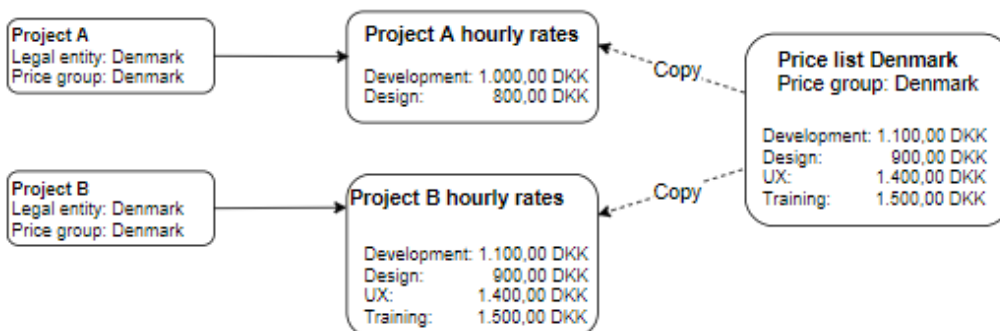 Project A
Legal entity: Denmark
Price group: Denmark
Project A hourly rates
Development: 1.000,00 DKK
Design: 800,00 DKK
Copy
Price list Denmark
Price group: Denmark
Development: 1.100,00 DKK
Design: 900,00 DKK
UX: 1.400,00 DKK
Training: 1.500,00 DKK
Project B
Legal entity: Denmark
Price group: Denmark
Project B hourly rates
Development: 1.100,00 DKK
Design: 900,00 DKK
UX: 1.400,00 DKK
Training: 1.500,00 DKK
Copy